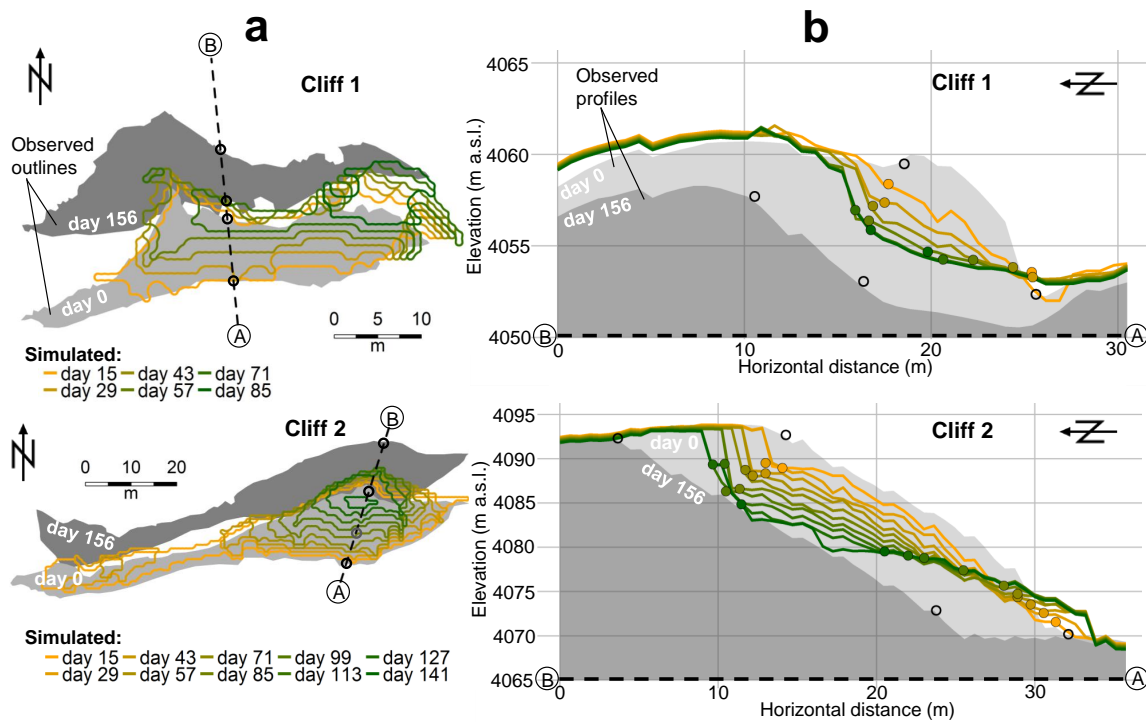 a
b
N
B
Cliff 1
Observed
outlines
day 156
day 0
A
0 5 10
m
Simulated:
day 15 day 43 day 71
day 29 day 57 day 85
4065
4060
4055
4050
Elevation (m a.s.l.)
Observed
profiles
Cliff 1
N
day 0
day 156
B
A
0 10 20 30
Horizontal distance (m)
N
Cliff 2
B
0 10 20
m
day 156
day 0
A
Simulated:
day 15 day 43 day 71 day 99 day 127
day 29 day 57 day 85 day 113 day 141
4095
4090
4085
4080
4075
4070
4065
Elevation (m a.s.l.)
Cliff 2
N
day 0
day 156
B
A
0 10 20 30
Horizontal distance (m)